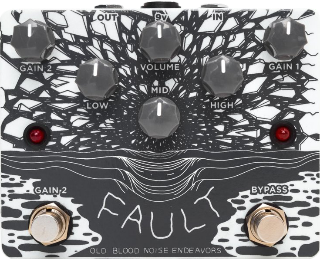 OUT 9V IN
GAIN 2 VOLUME GAIN 1
LOW MID HIGH
GAIN 2 BYPASS
FAULT
OLD BLOOD NOISE ENDEAVORS